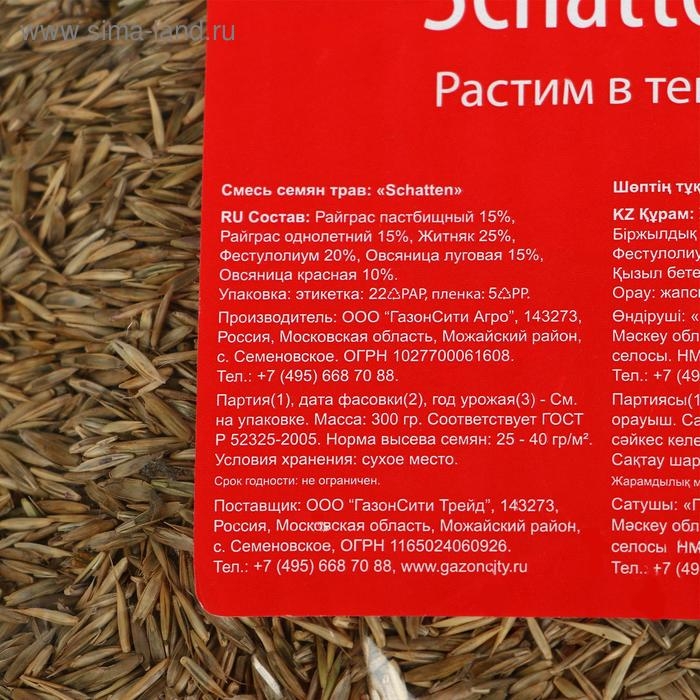 www.sima-land.ru
Schatte
Растим в те
Смесь семян трав: «Schatten»
RU Состав: Райграс пастбищный 15%,
Райграс однолетний 15%, Житняк 25%,
Фестулолиум 20%, Овсяница луговая 15%,
Овсяница красная 10%.
Упаковка: этикетка: 22 PAP, пленка: 5 PP.
Производитель: ООО “ГазонСити Агро”, 143273,
Россия, Московская область, Можайский район,
с. Семеновское. ОГРН 1027700061608.
Тел.: +7 (495) 668 70 88.
Партия(1), дата фасовки(2), год урожая(3) - См.
на упаковке. Масса: 300 гр. Соответствует ГОСТ
Р 52325-2005. Норма высева семян: 25 - 40 гр/м².
Условия хранения: сухое место.
Срок годности: не ограничен.
Поставщик: ООО “ГазонСити Трейд”, 143273,
Россия, Московская область, Можайский район,
с. Семеновское, ОГРН 1165024060926.
Тел.: +7 (495) 668 70 88, www.gazoncity.ru
Шөптің тұқ
KZ Құрам:
Біржылдық
Фестулолиу
Қызыл бете
Орау: жапс
Өндіруші: «
Мәскеу обл
селосы. НМ
Тел.: +7 (49
Партиясы(1
орауыш. Са
сәйкес келе
Сақтау шар
Жарамдылық м
Сатушы: «Г
Мәскеу обл
селосы НМ
Тел.: +7 (49